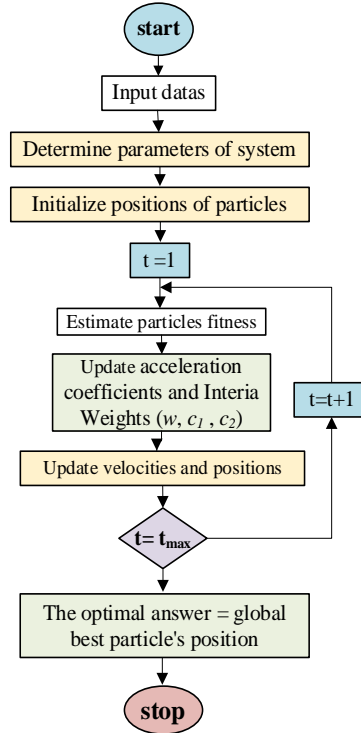 start
Input datas
Determine parameters of system
Initialize positions of particles
t =1
Estimate particles fitness
Update acceleration
coefficients and Interia
Weights (w, c1 , c2)
t=t+1
Update velocities and positions
t= tmax
The optimal answer = global
best particle's position
stop